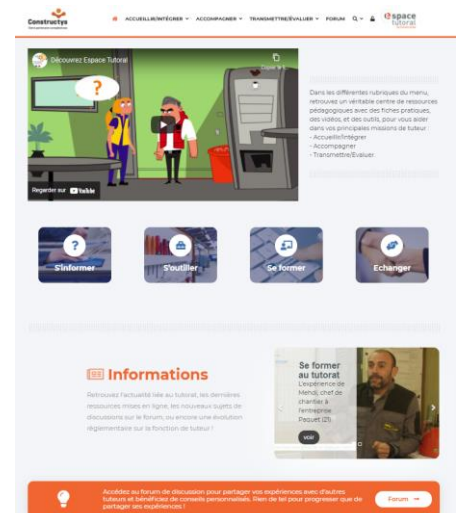 Constructys
ACCUEILLIR/INTÉGRER
ACCOMPAGNER
TRANSMETTRE/ÉVALUER
FORUM
espace
tutoral
Découvrez Espace Tutoral
?
Regarder sur YouTube
Dans les différentes rubriques du menu,
retrouvez un véritable centre de ressources
pédagogiques avec des fiches pratiques,
des vidéos, et des outils, pour vous aider
dans vos principales missions de tuteur :
- Accueillir/Intégrer
- Accompagner
- Transmettre/Evaluer.
?
S'informer
S'outiller
Se former
Echanger
Informations
Retrouvez l'actualité liée au tutorat, les dernières
ressources mises en ligne, les nouveaux sujets de
discussions sur le forum, ou encore une évolution
réglementaire sur la fonction de tuteur !
Se former
au tutorat
L'expérience de
Mehdi, chef de
chantier à
l'entreprise
Paquet (21)
VOIR
Accédez au forum de discussion pour partager vos expériences avec d'autres
tuteurs et bénéficiez de conseils personnalisés. Rien de tel pour progresser que de
partager ses expériences !
Forum →